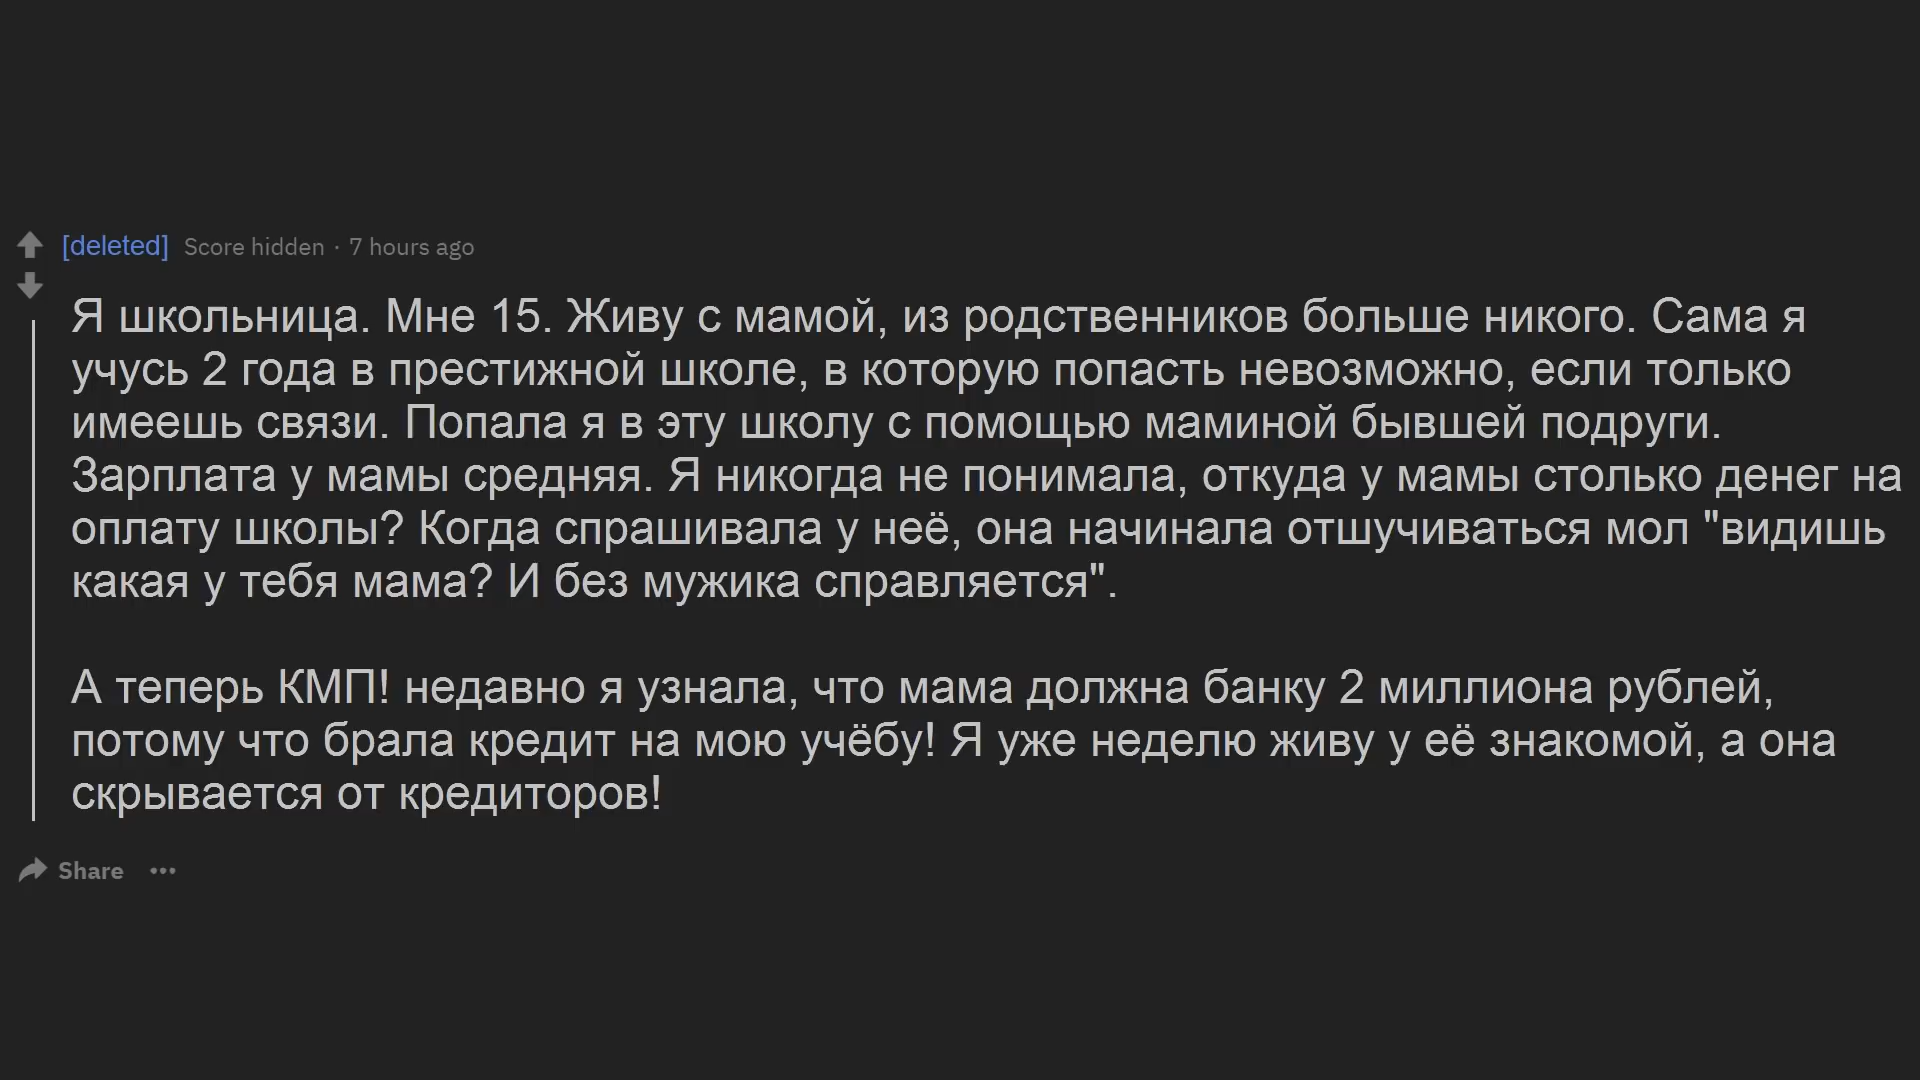 [deleted] Score hidden · 7 hours ago
Я школьница. Мне 15. Живу с мамой, из родственников больше никого. Сама я
учусь 2 года в престижной школе, в которую попасть невозможно, если только
имеешь связи. Попала я в эту школу с помощью маминой бывшей подруги.
Зарплата у мамы средняя. Я никогда не понимала, откуда у мамы столько денег на
оплату школы? Когда спрашивала у неё, она начинала отшучиваться мол "видишь
какая у тебя мама? И без мужика справляется".
А теперь КМП! недавно я узнала, что мама должна банку 2 миллиона рублей,
потому что брала кредит на мою учёбу! Я уже неделю живу у её знакомой, а она
скрывается от кредиторов!
Share ···